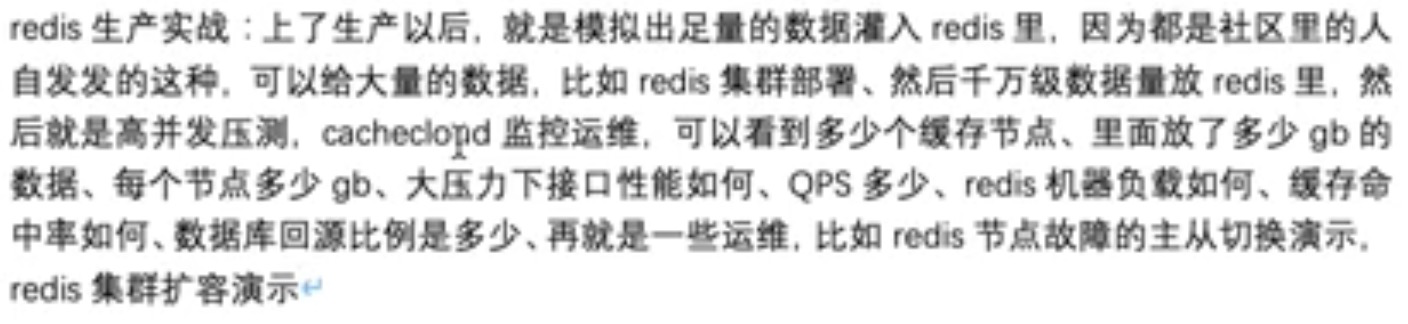 redis 生产实战：上了生产以后，就是模拟出足量的数据灌入 redis 里，因为都是社区里的人
自发发的这种，可以给大量的数据，比如 redis 集群部署、然后千万级数据量放 redis 里，然
后就是高并发压测，cachecloud 监控运维，可以看到多少个缓存节点、里面放了多少 gb 的
数据、每个节点多少 gb、大压力下接口性能如何、QPS 多少、redis 机器负载如何、缓存命
中率如何、数据库回源比例是多少、再就是一些运维，比如 redis 节点故障的主从切换演示，
redis 集群扩容演示↵